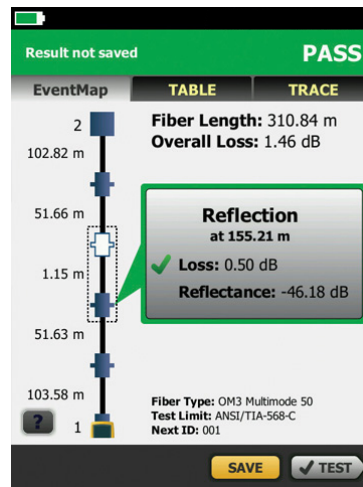 Result not saved PASS
EventMap TABLE TRACE
2
Fiber Length: 310.84 m
Overall Loss: 1.46 dB
102.82 m
51.66 m
Reflection
at 155.21 m
Loss: 0.50 dB
1.15 m
Reflectance: -46.18 dB
51.63 m
103.58 m
Fiber Type: OM3 Multimode 50
Test Limit: ANSI/TIA-568-C
Next ID: 001
? 1
SAVE TEST